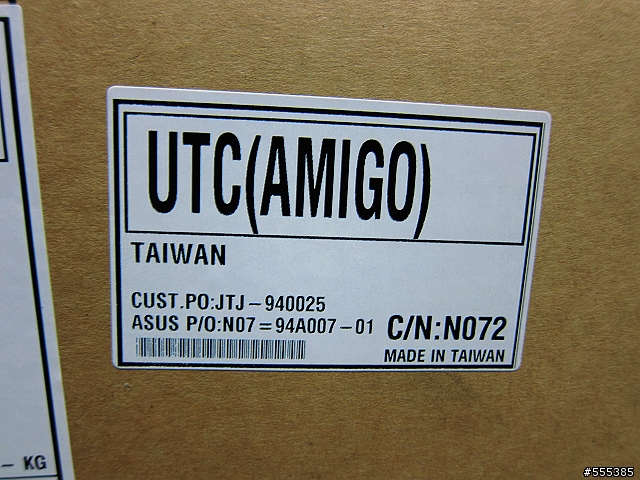 UTC(AMIGO)
TAIWAN
CUST.PO:JTJ-940025
ASUS P/O:N07=94A007-01
C/N:N072
MADE IN TAIWAN
- KG
#555385